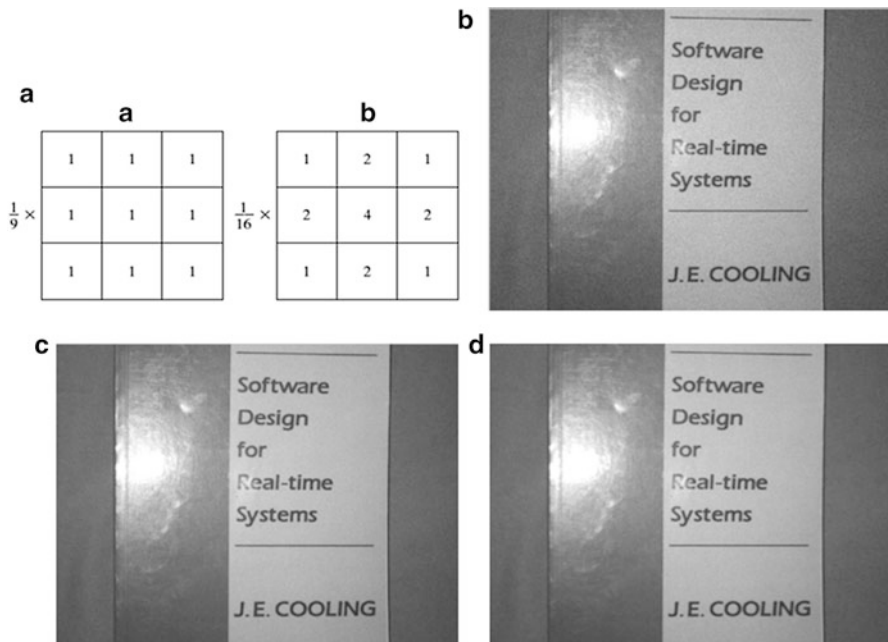 a
a
b
1/9 ×
1 1 1
1 1 1
1 1 1
1/16 ×
1 2 1
2 4 2
1 2 1
b
Software
Design
for
Real-time
Systems
J.E. COOLING
c
Software
Design
for
Real-time
Systems
J.E. COOLING
d
Software
Design
for
Real-time
Systems
J.E. COOLING